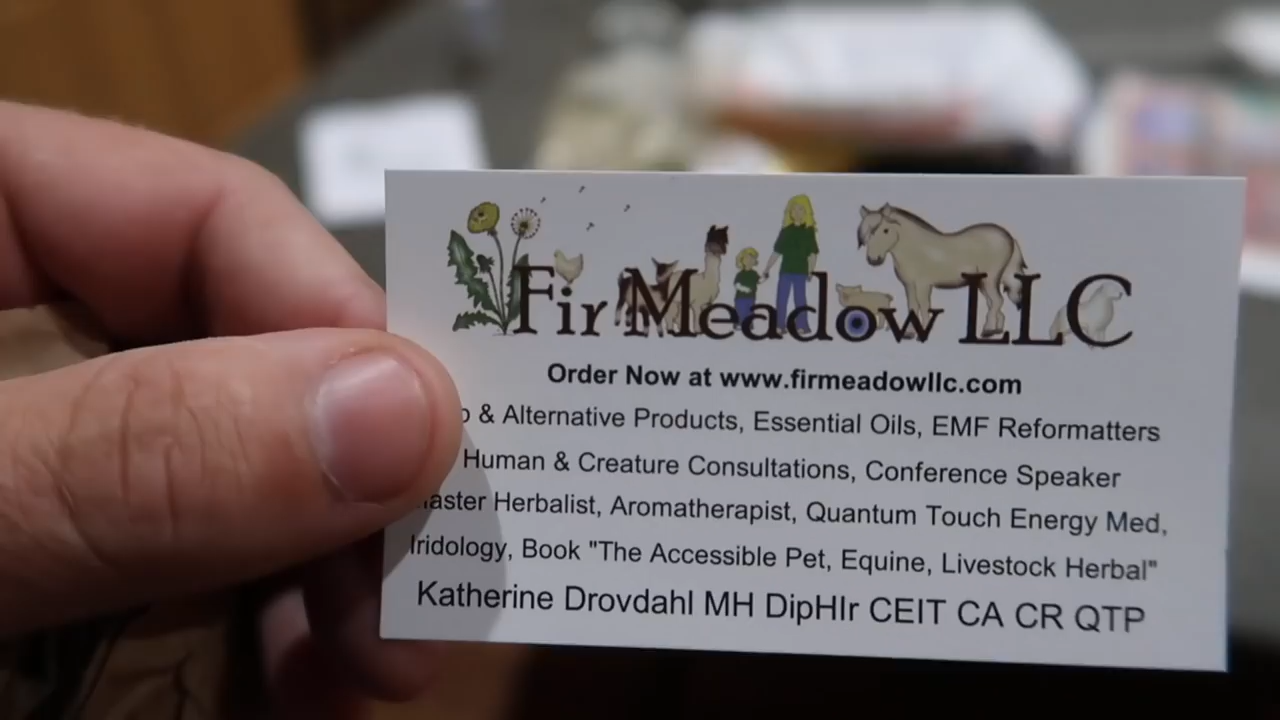 Fir Meadow LLC
Order Now at www.firmeadowllc.com
& Alternative Products, Essential Oils, EMF Reformatters
Human & Creature Consultations, Conference Speaker
Herbalist, Aromatherapist, Quantum Touch Energy Med,
Iridology, Book "The Accessible Pet, Equine, Livestock Herbal"
Katherine Drovdahl MH DipHIr CEIT CA CR QTP